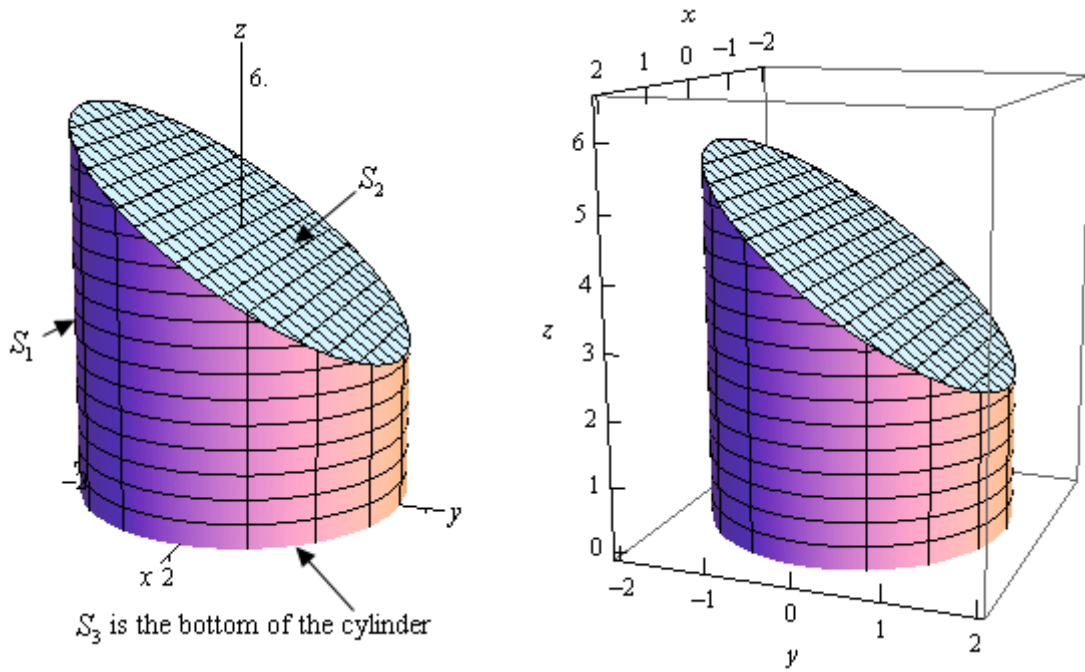 z
6.
S₂
S₁
-2
y
x 2
S₃ is the bottom of the cylinder
x
2 1 0 -1 -2
6
5
4
z
3
2
1
0
-2 -1 0 1 2
y